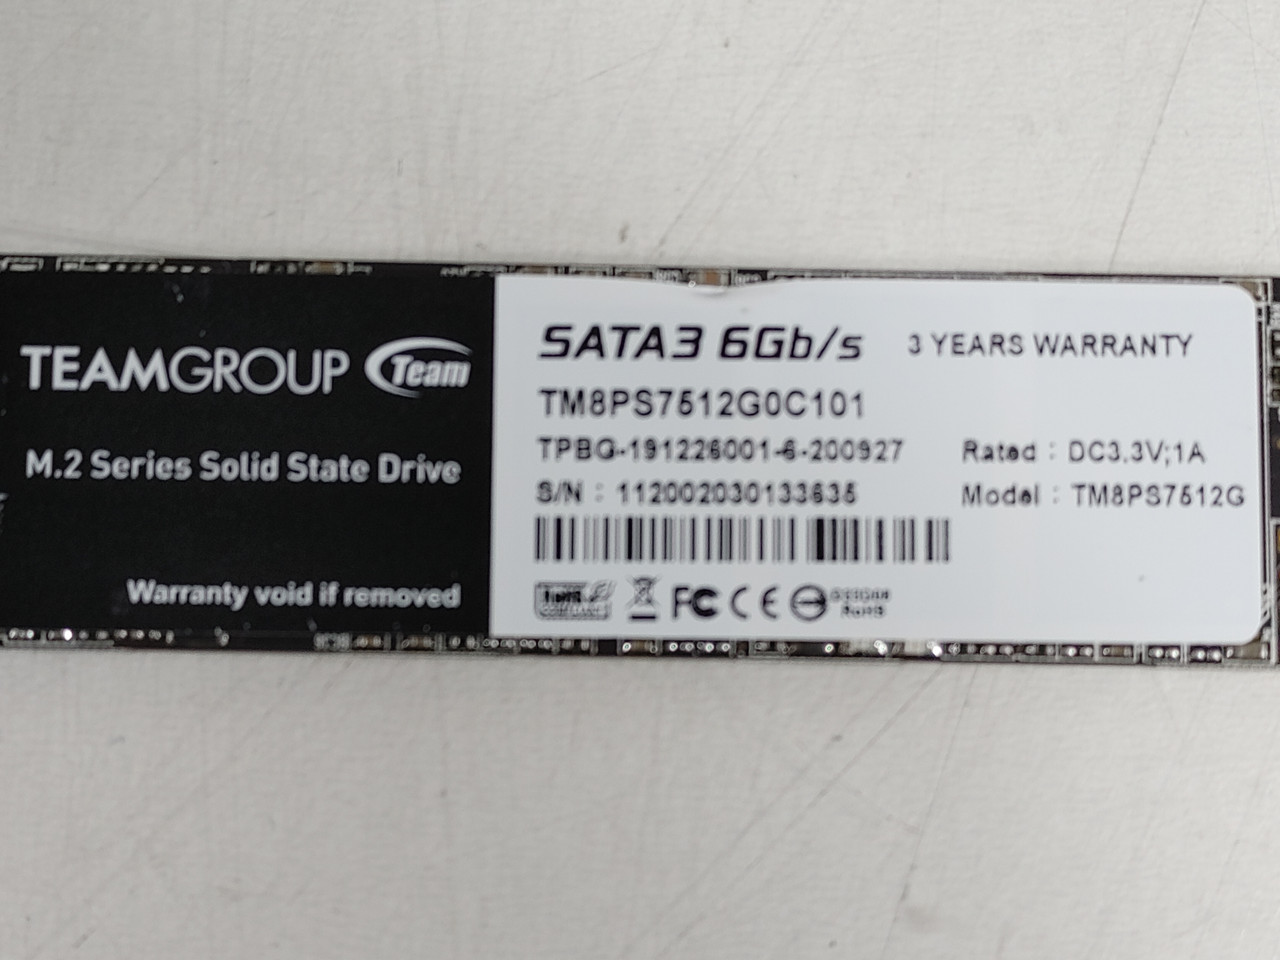 TEAMGROUP Team
M.2 Series Solid State Drive
Warranty void if removed
SATA3 6Gb/s 3 YEARS WARRANTY
TM8PS7512G0C101
TPBG-191226001-6-200927
Rated : DC3.3V;1A
S/N : 112002030133635
Model : TM8PS7512G
FC CE
RoHS